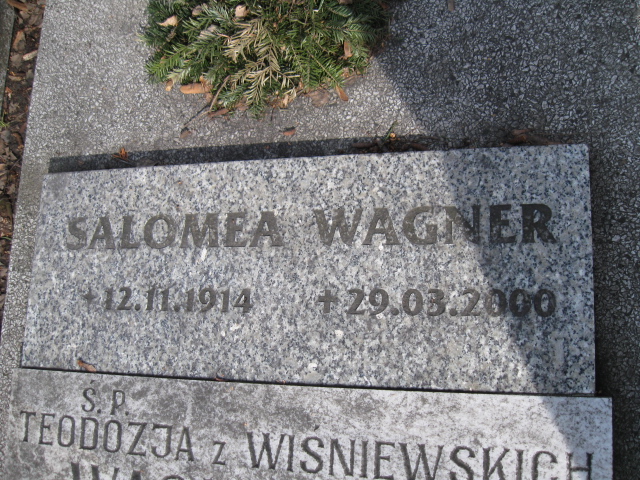 SALOMEA WAGNER
* 12.11.1914 + 29.03.2000
Ś.P.
TEODOZJA z WIŚNIEWSKICH